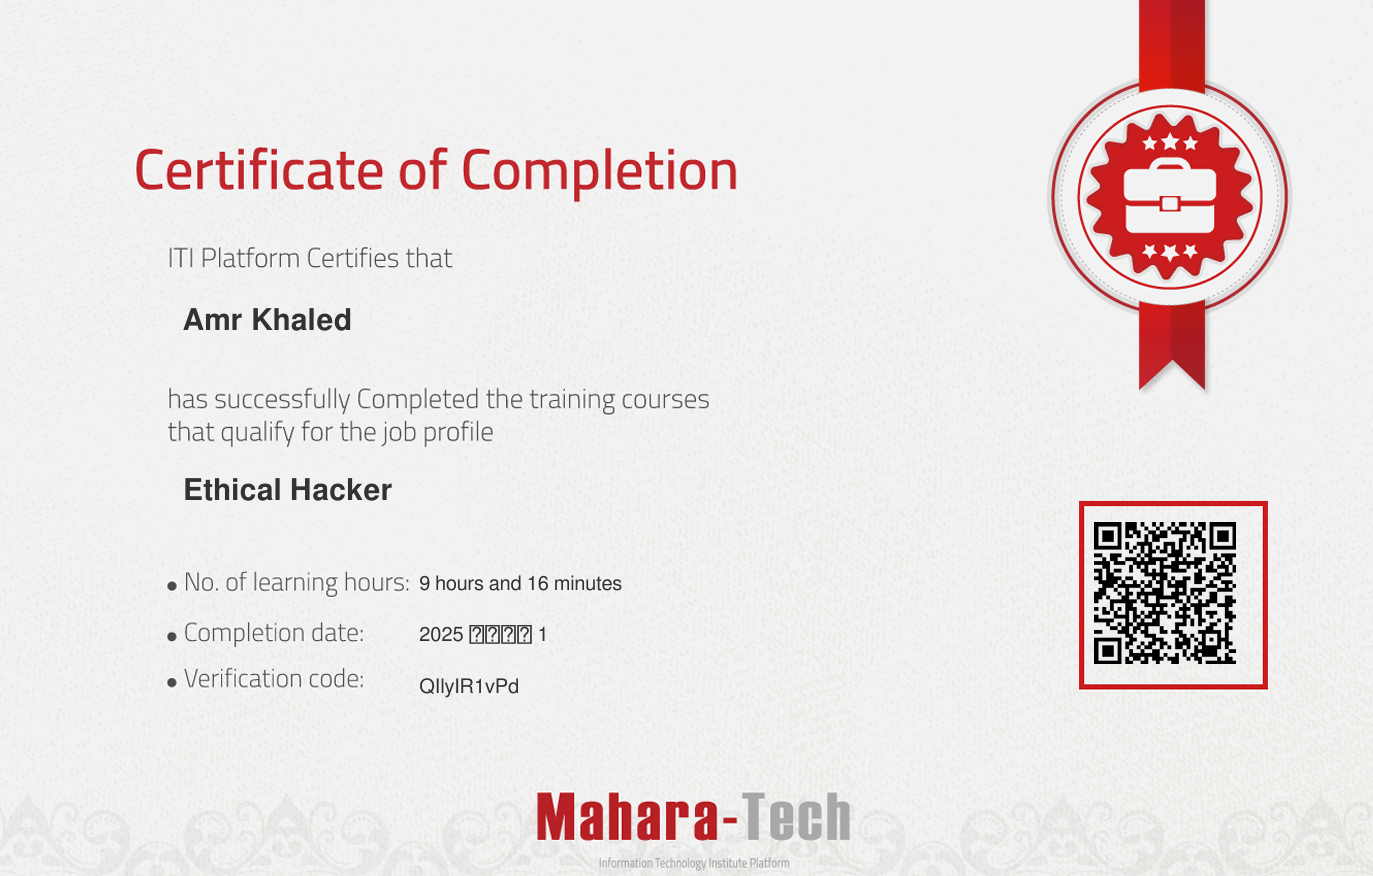 Certificate of Completion
ITI Platform Certifies that
Amr Khaled
has successfully Completed the training courses
that qualify for the job profile
Ethical Hacker
No. of learning hours: 9 hours and 16 minutes
Completion date: 2025 1
Verification code: QIlyIR1vPd
Mahara-Tech
Information Technology Institute Platform